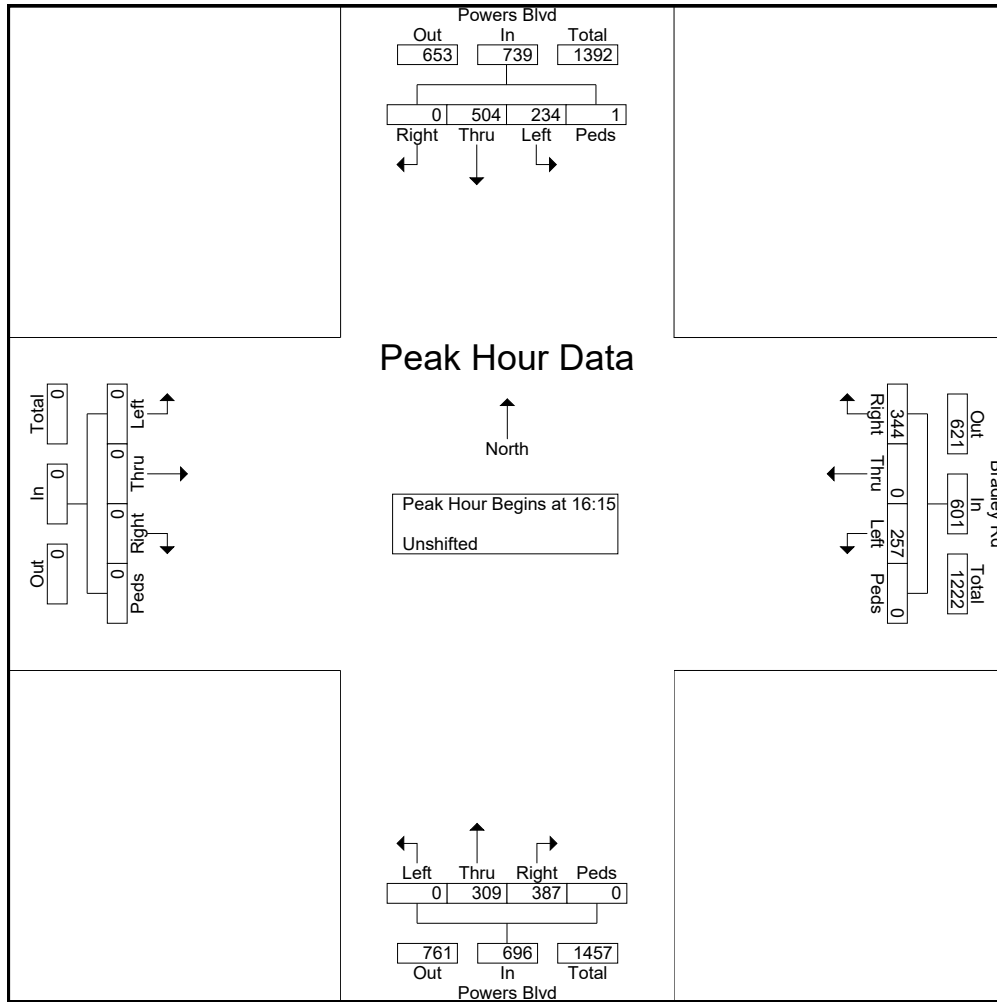 Powers Blvd
Out In Total
653 739 1392
0 504 234 1
Right Thru Left Peds
Peak Hour Data
North
Peak Hour Begins at 16:15
Unshifted
Total In Out
0 0 0
0 0 0 0
Left Thru Right Peds
Bradley Rd
Out In Total
621 601 1222
344 0 257 0
Right Thru Left Peds
Left Thru Right Peds
0 309 387 0
761 696 1457
Out In Total
Powers Blvd